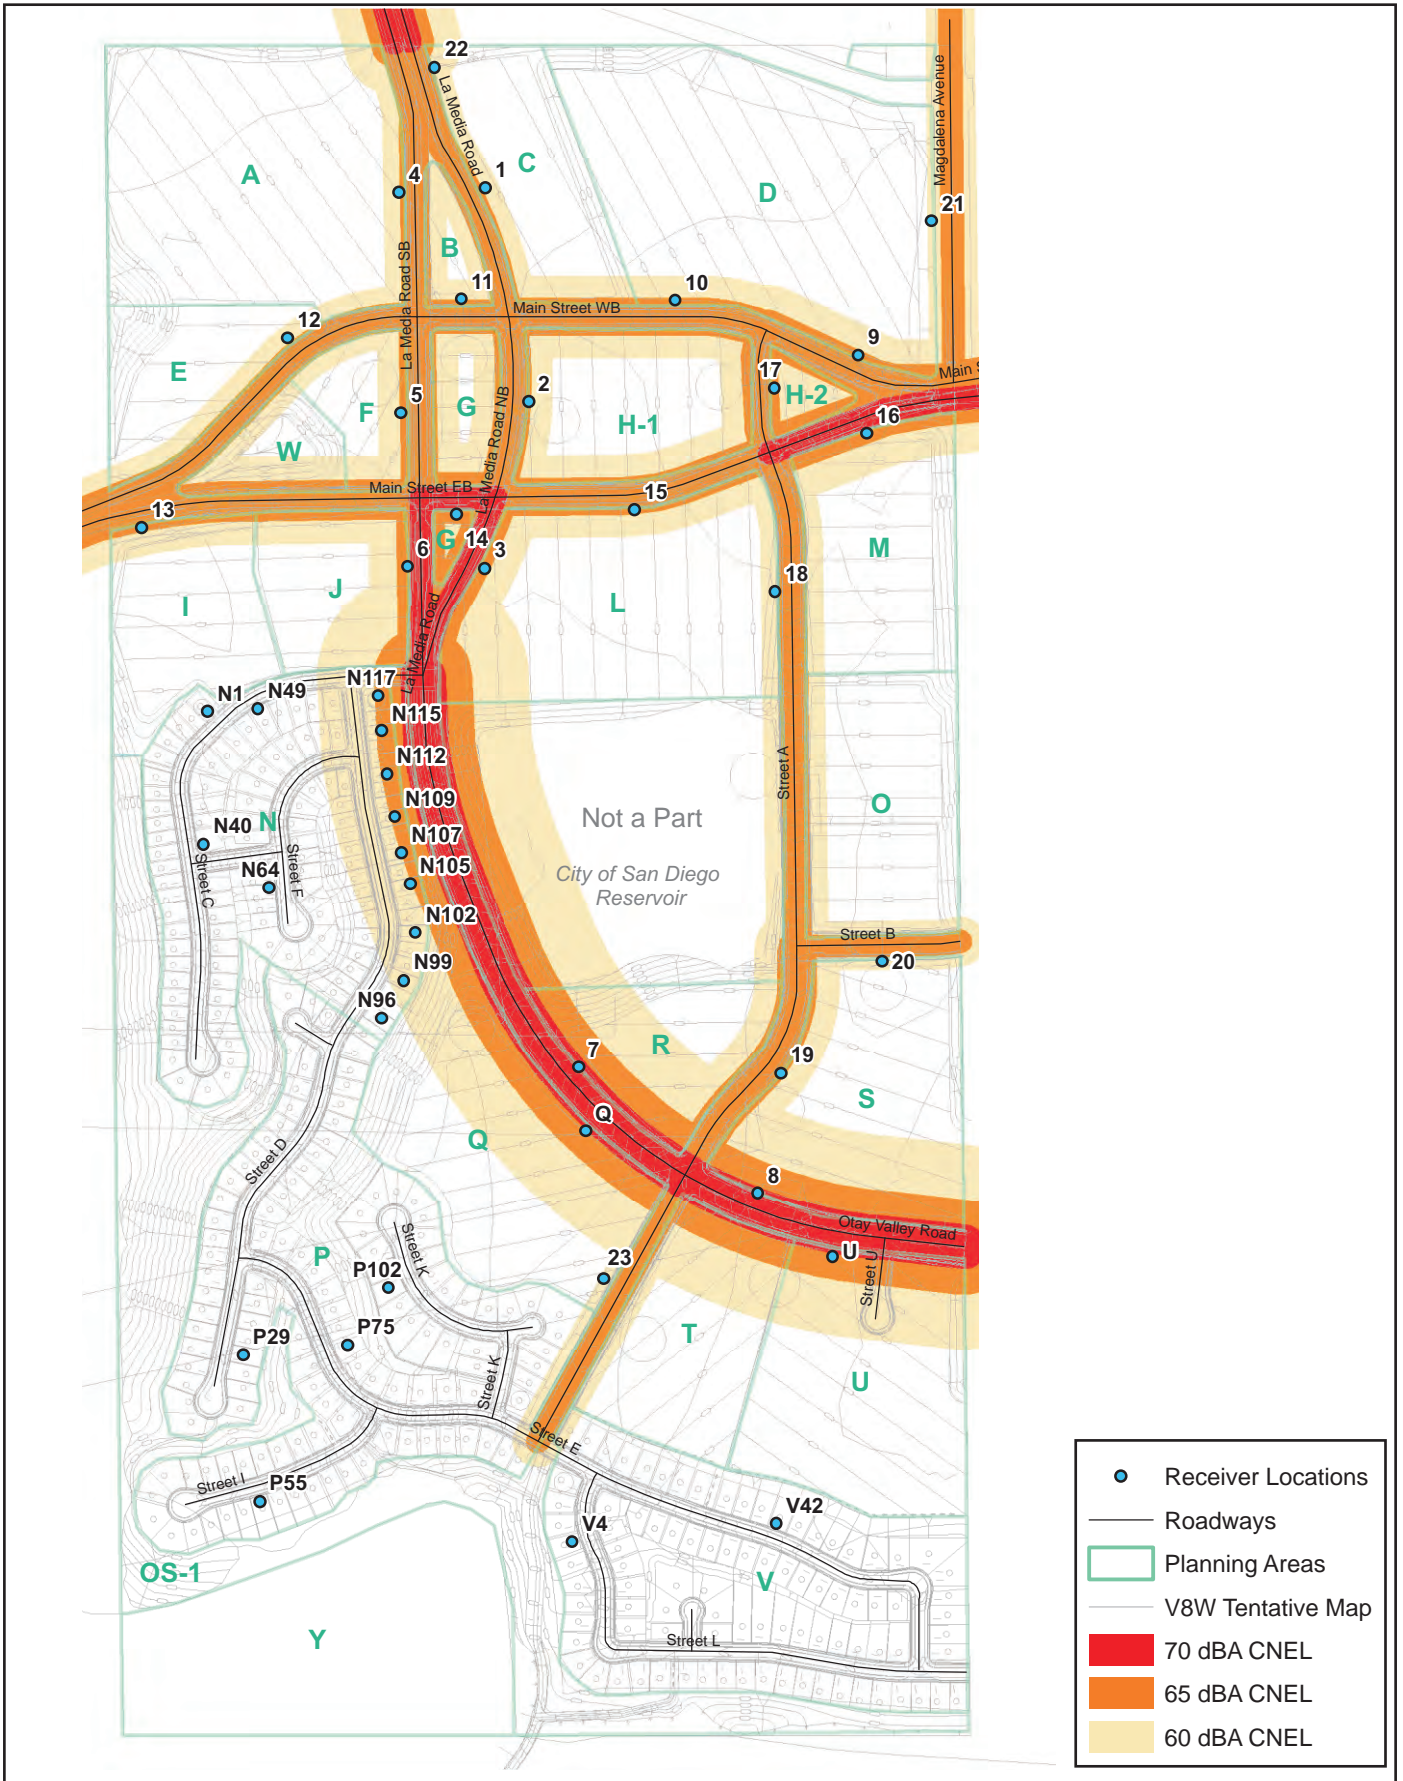 22
La Media Road
Magdalena Avenue
C
A
4
1
D
21
B
La Media Road SB
11
10
Main Street WB
12
9
Main S
E
17
2
5
G
H-2
F
La Media Road NB
H-1
16
W
Main Street EB
15
13
G
14
3
6
M
J
18
I
L
La Media Road
N117
N1
N49
N115
N112
Street A
N109
Not a Part
O
N40
N
N107
City of San Diego
Reservoir
N64
Street C
Street F
N105
N102
Street B
20
N99
N96
R
7
19
S
Q
Q
Street D
8
Otay Valley Road
Street K
P
U
23
Street U
P102
P29
P75
T
U
Street K
Street E
Street I
P55
V42
V4
OS-1
V
Y
Street L
Receiver Locations
Roadways
Planning Areas
V8W Tentative Map
70 dBA CNEL
65 dBA CNEL
60 dBA CNEL